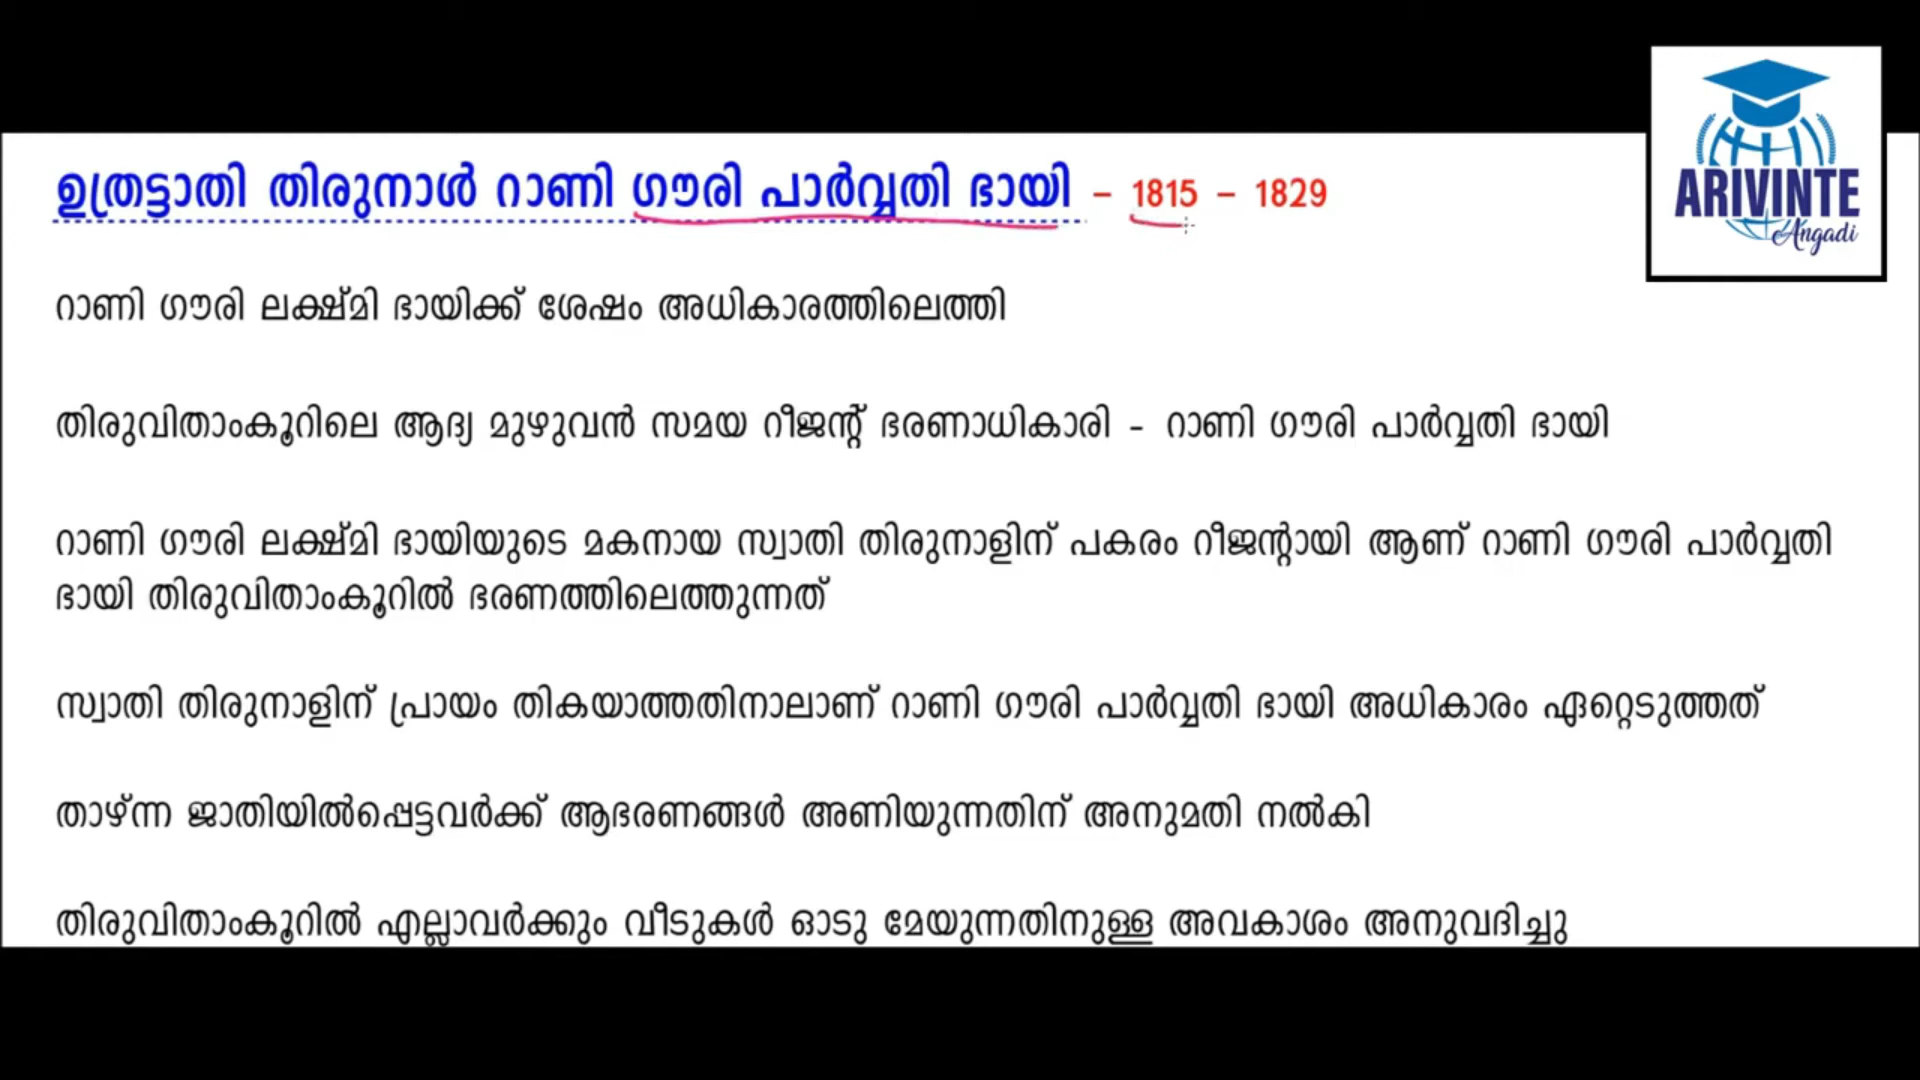 ഉത്രട്ടാതി തിരുനാൾ റാണി ഗൗരി പാർവ്വതി ഭായി – 1815 – 1829
ARIVINTE
Angadi
റാണി ഗൗരി ലക്ഷ്മി ഭായിക്ക് ശേഷം അധികാരത്തിലെത്തി
തിരുവിതാംകൂറിലെ ആദ്യ മുഴുവൻ സമയ റീജന്റ് ഭരണാധികാരി - റാണി ഗൗരി പാർവ്വതി ഭായി
റാണി ഗൗരി ലക്ഷ്മി ഭായിയുടെ മകനായ സ്വാതി തിരുനാളിന് പകരം റീജന്റായി ആണ് റാണി ഗൗരി പാർവ്വതി
ഭായി തിരുവിതാംകൂറിൽ ഭരണത്തിലെത്തുന്നത്
സ്വാതി തിരുനാളിന് പ്രായം തികയാത്തതിനാലാണ് റാണി ഗൗരി പാർവ്വതി ഭായി അധികാരം ഏറ്റെടുത്തത്
താഴ്ന്ന ജാതിയിൽപ്പെട്ടവർക്ക് ആഭരണങ്ങൾ അണിയുന്നതിന് അനുമതി നൽകി
തിരുവിതാംകൂറിൽ എല്ലാവർക്കും വീടുകൾ ഓടു മേയുന്നതിനുള്ള അവകാശം അനുവദിച്ചു